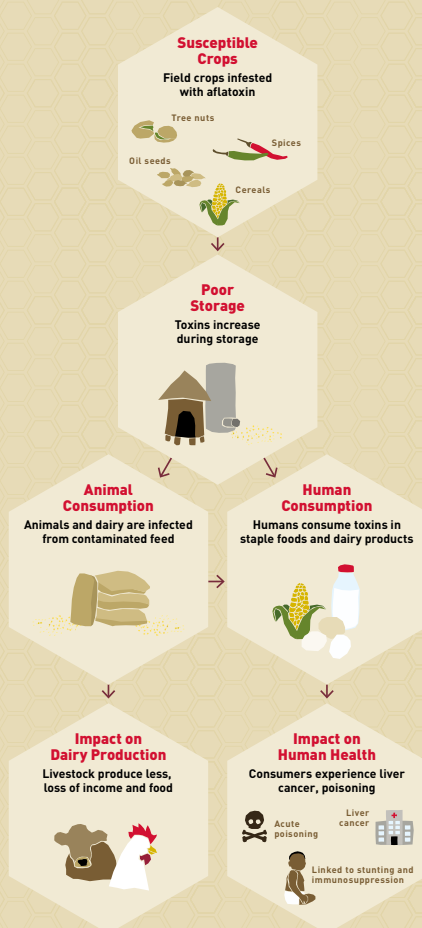 Susceptible
Crops
Field crops infested
with aflatoxin
Tree nuts
Spices
Oil seeds
Cereals
Poor
Storage
Toxins increase
during storage
Animal
Consumption
Animals and dairy are infected
from contaminated feed
Human
Consumption
Humans consume toxins in
staple foods and dairy products
Impact on
Dairy Production
Livestock produce less,
loss of income and food
Impact on
Human Health
Consumers experience liver
cancer, poisoning
Acute
poisoning
Liver
cancer
Linked to stunting and
immunosuppression